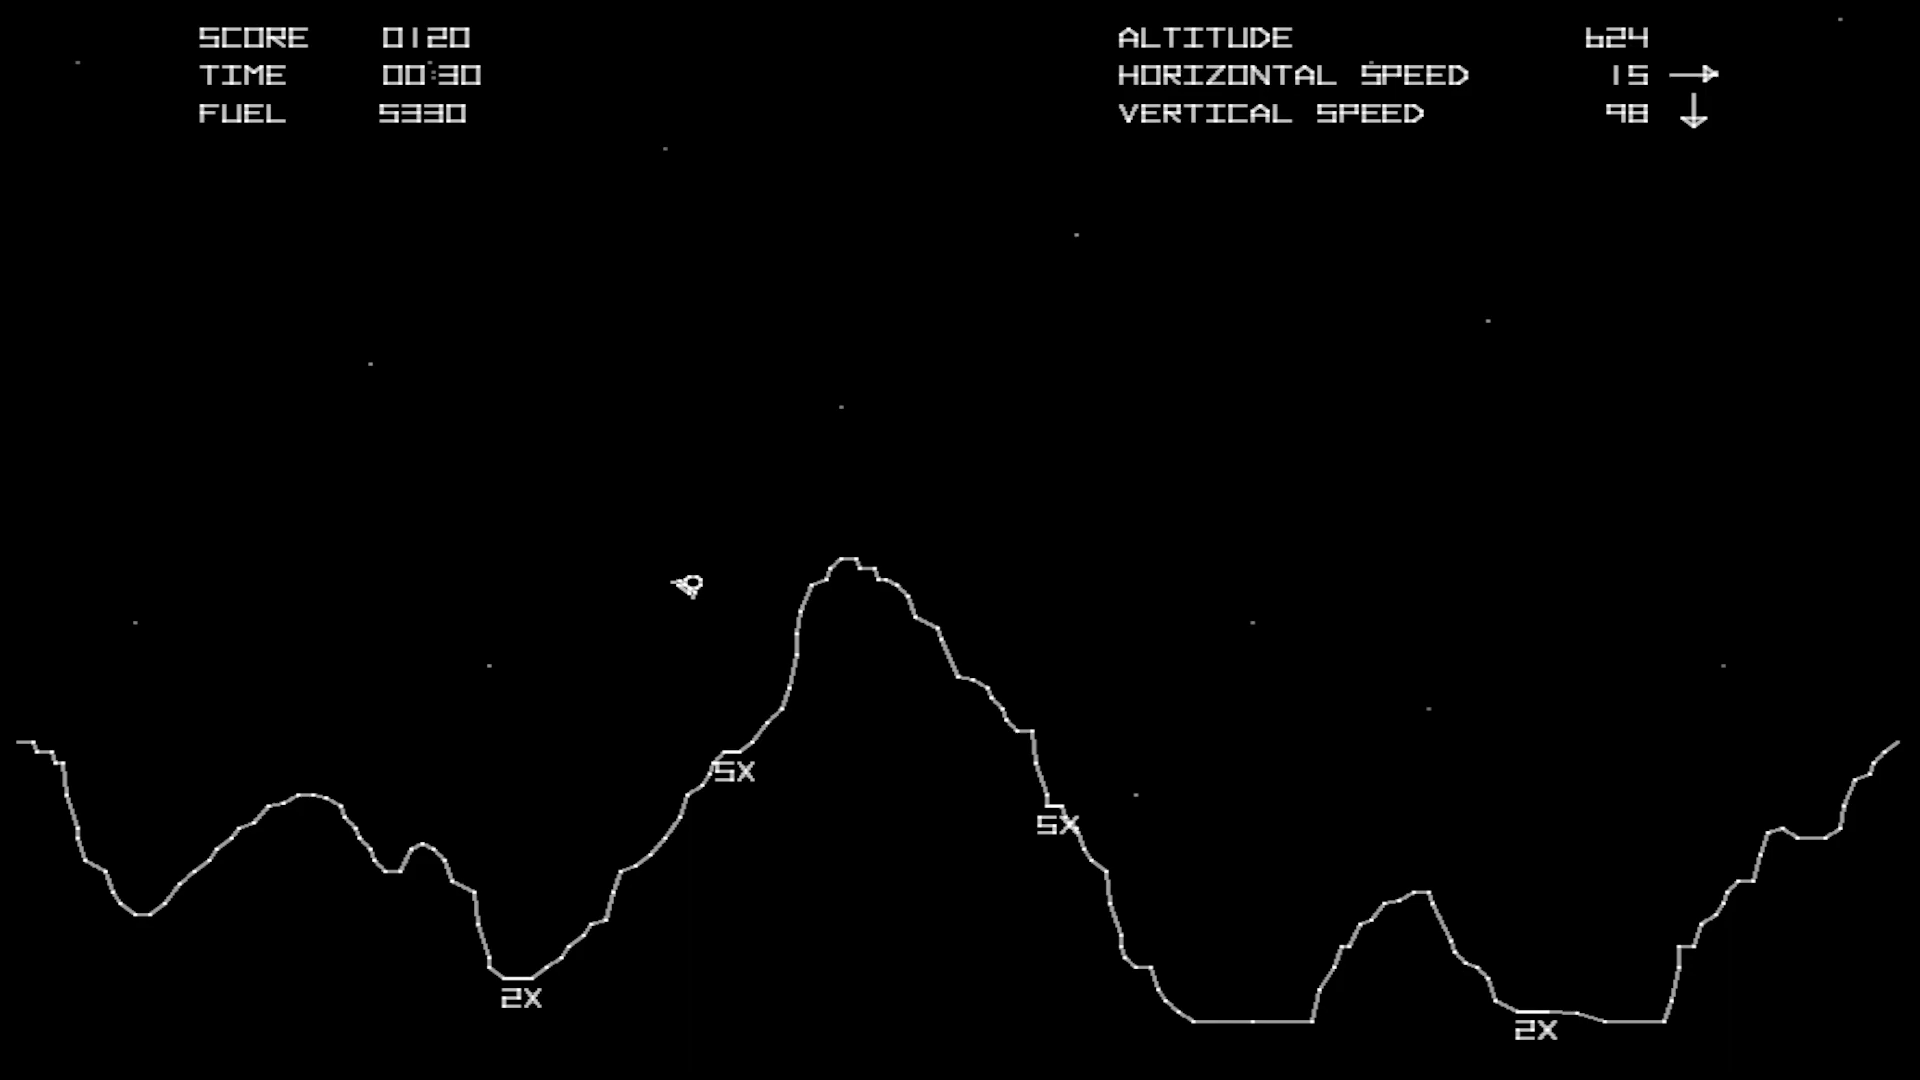 SCORE 0120
TIME 00:30
FUEL 5330
ALTITUDE 624
HORIZONTAL SPEED 15 →
VERTICAL SPEED 98 ↓
5X
5X
2X
2X